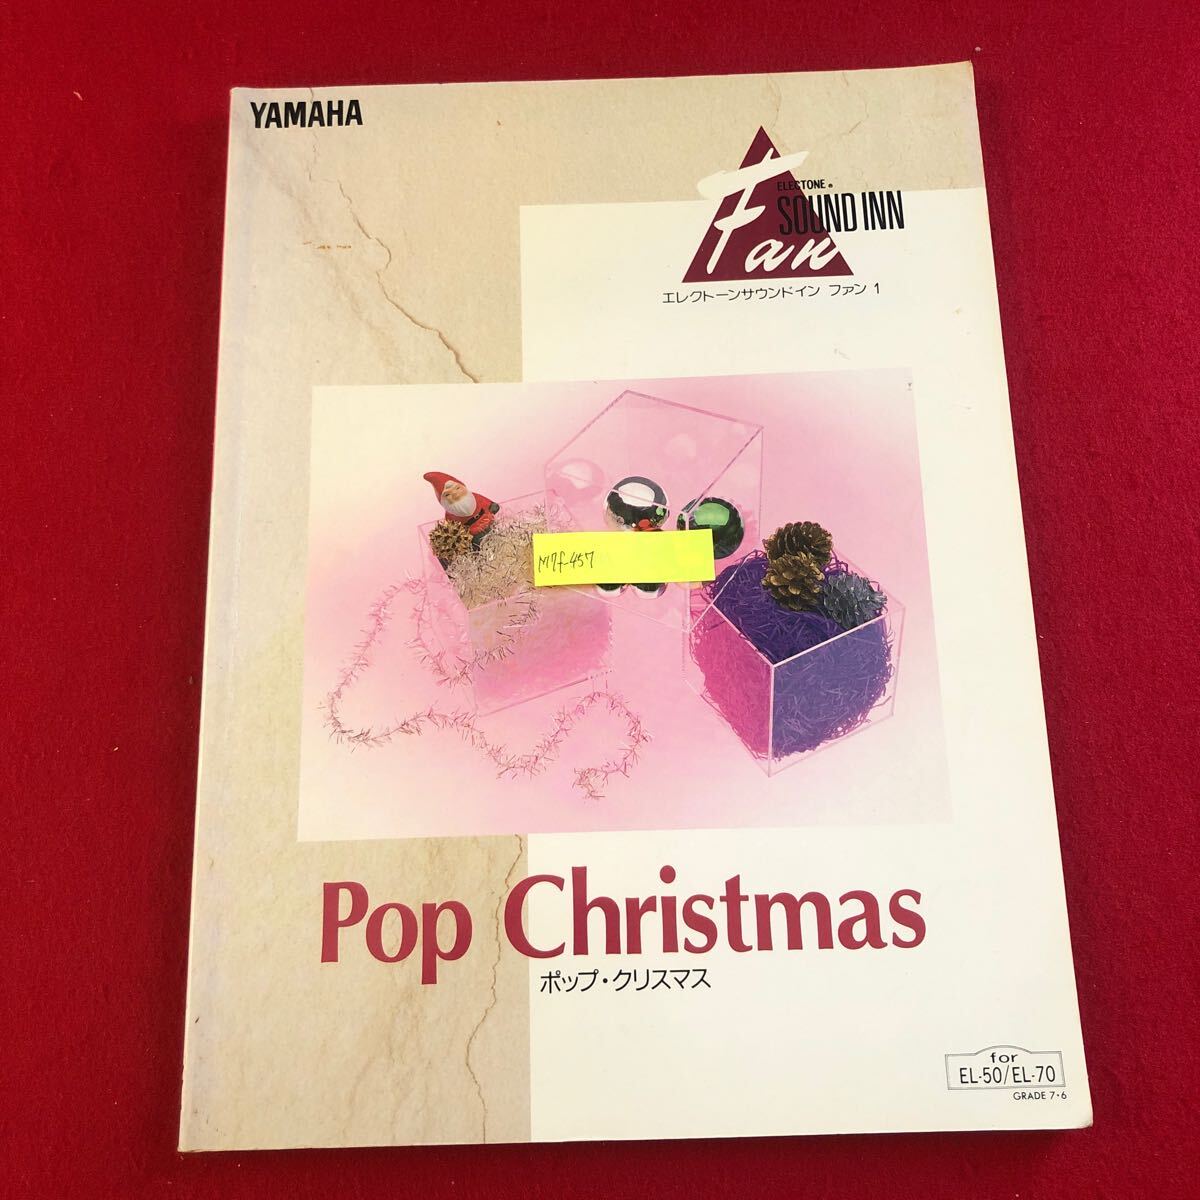 YAMAHA
Fan
ELECTONE®
SOUND INN
エレクトーンサウンドイン ファン 1
M7f-457
Pop Christmas
ポップ・クリスマス
for
EL-50/EL-70
GRADE 7・6